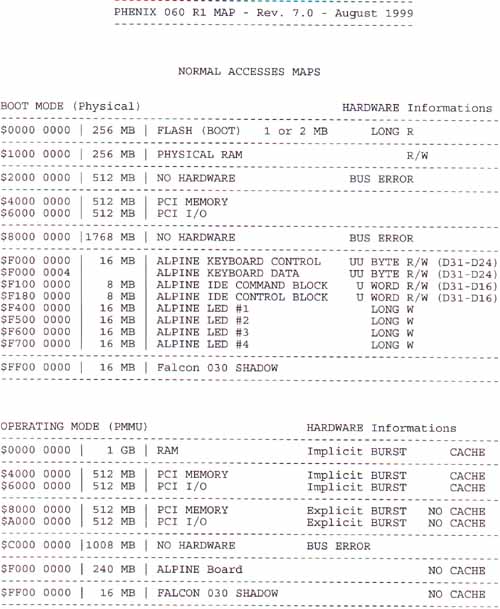 PHENIX 060 R1 MAP - Rev. 7.0 - August 1999
NORMAL ACCESSES MAPS
BOOT MODE (Physical) HARDWARE Informations
$0000 0000 | 256 MB | FLASH (BOOT) 1 or 2 MB LONG R
$1000 0000 | 256 MB | PHYSICAL RAM R/W
$2000 0000 | 512 MB | NO HARDWARE BUS ERROR
$4000 0000 | 512 MB | PCI MEMORY
$6000 0000 | 512 MB | PCI I/O
$8000 0000 |1768 MB | NO HARDWARE BUS ERROR
$F000 0000 | 16 MB | ALPINE KEYBOARD CONTROL UU BYTE R/W (D31-D24)
$F000 0004 | | ALPINE KEYBOARD DATA UU BYTE R/W (D31-D24)
$F100 0000 | 8 MB | ALPINE IDE COMMAND BLOCK U WORD R/W (D31-D16)
$F180 0000 | 8 MB | ALPINE IDE CONTROL BLOCK U WORD R/W (D31-D16)
$F400 0000 | 16 MB | ALPINE LED #1 LONG W
$F500 0000 | 16 MB | ALPINE LED #2 LONG W
$F600 0000 | 16 MB | ALPINE LED #3 LONG W
$F700 0000 | 16 MB | ALPINE LED #4 LONG W
$FF00 0000 | 16 MB | Falcon 030 SHADOW
OPERATING MODE (PMMU) HARDWARE Informations
$0000 0000 | 1 GB | RAM Implicit BURST CACHE
$4000 0000 | 512 MB | PCI MEMORY Implicit BURST CACHE
$6000 0000 | 512 MB | PCI I/O Implicit BURST CACHE
$8000 0000 | 512 MB | PCI MEMORY Explicit BURST NO CACHE
$A000 0000 | 512 MB | PCI I/O Explicit BURST NO CACHE
$C000 0000 |1008 MB | NO HARDWARE BUS ERROR
$F000 0000 | 240 MB | ALPINE Board NO CACHE
$FF00 0000 | 16 MB | FALCON 030 SHADOW NO CACHE